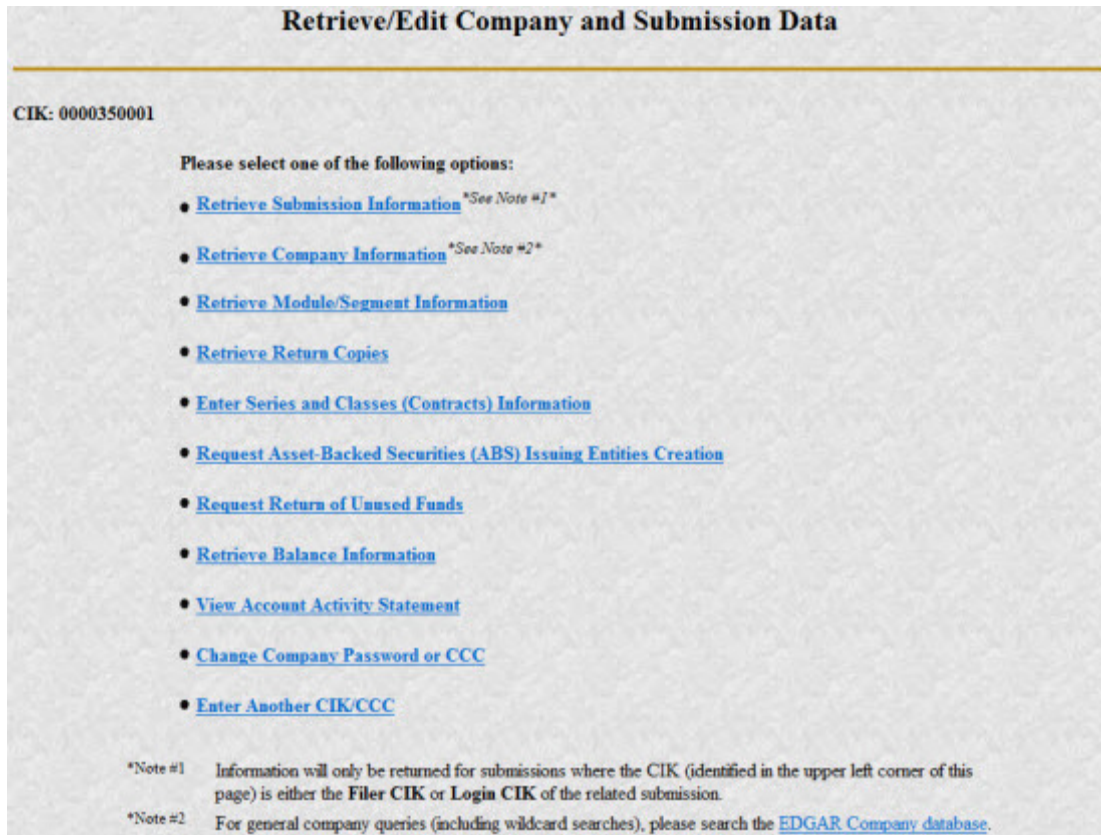 Retrieve/Edit Company and Submission Data
CIK: 0000350001
Please select one of the following options:
Retrieve Submission Information *See Note #1*
Retrieve Company Information *See Note #2*
Retrieve Module/Segment Information
Retrieve Return Copies
Enter Series and Classes (Contracts) Information
Request Asset-Backed Securities (ABS) Issuing Entities Creation
Request Return of Unused Funds
Retrieve Balance Information
View Account Activity Statement
Change Company Password or CCC
Enter Another CIK/CCC
*Note #1 Information will only be returned for submissions where the CIK (identified in the upper left corner of this
page) is either the Filer CIK or Login CIK of the related submission.
*Note #2 For general company queries (including wildcard searches), please search the EDGAR Company database.